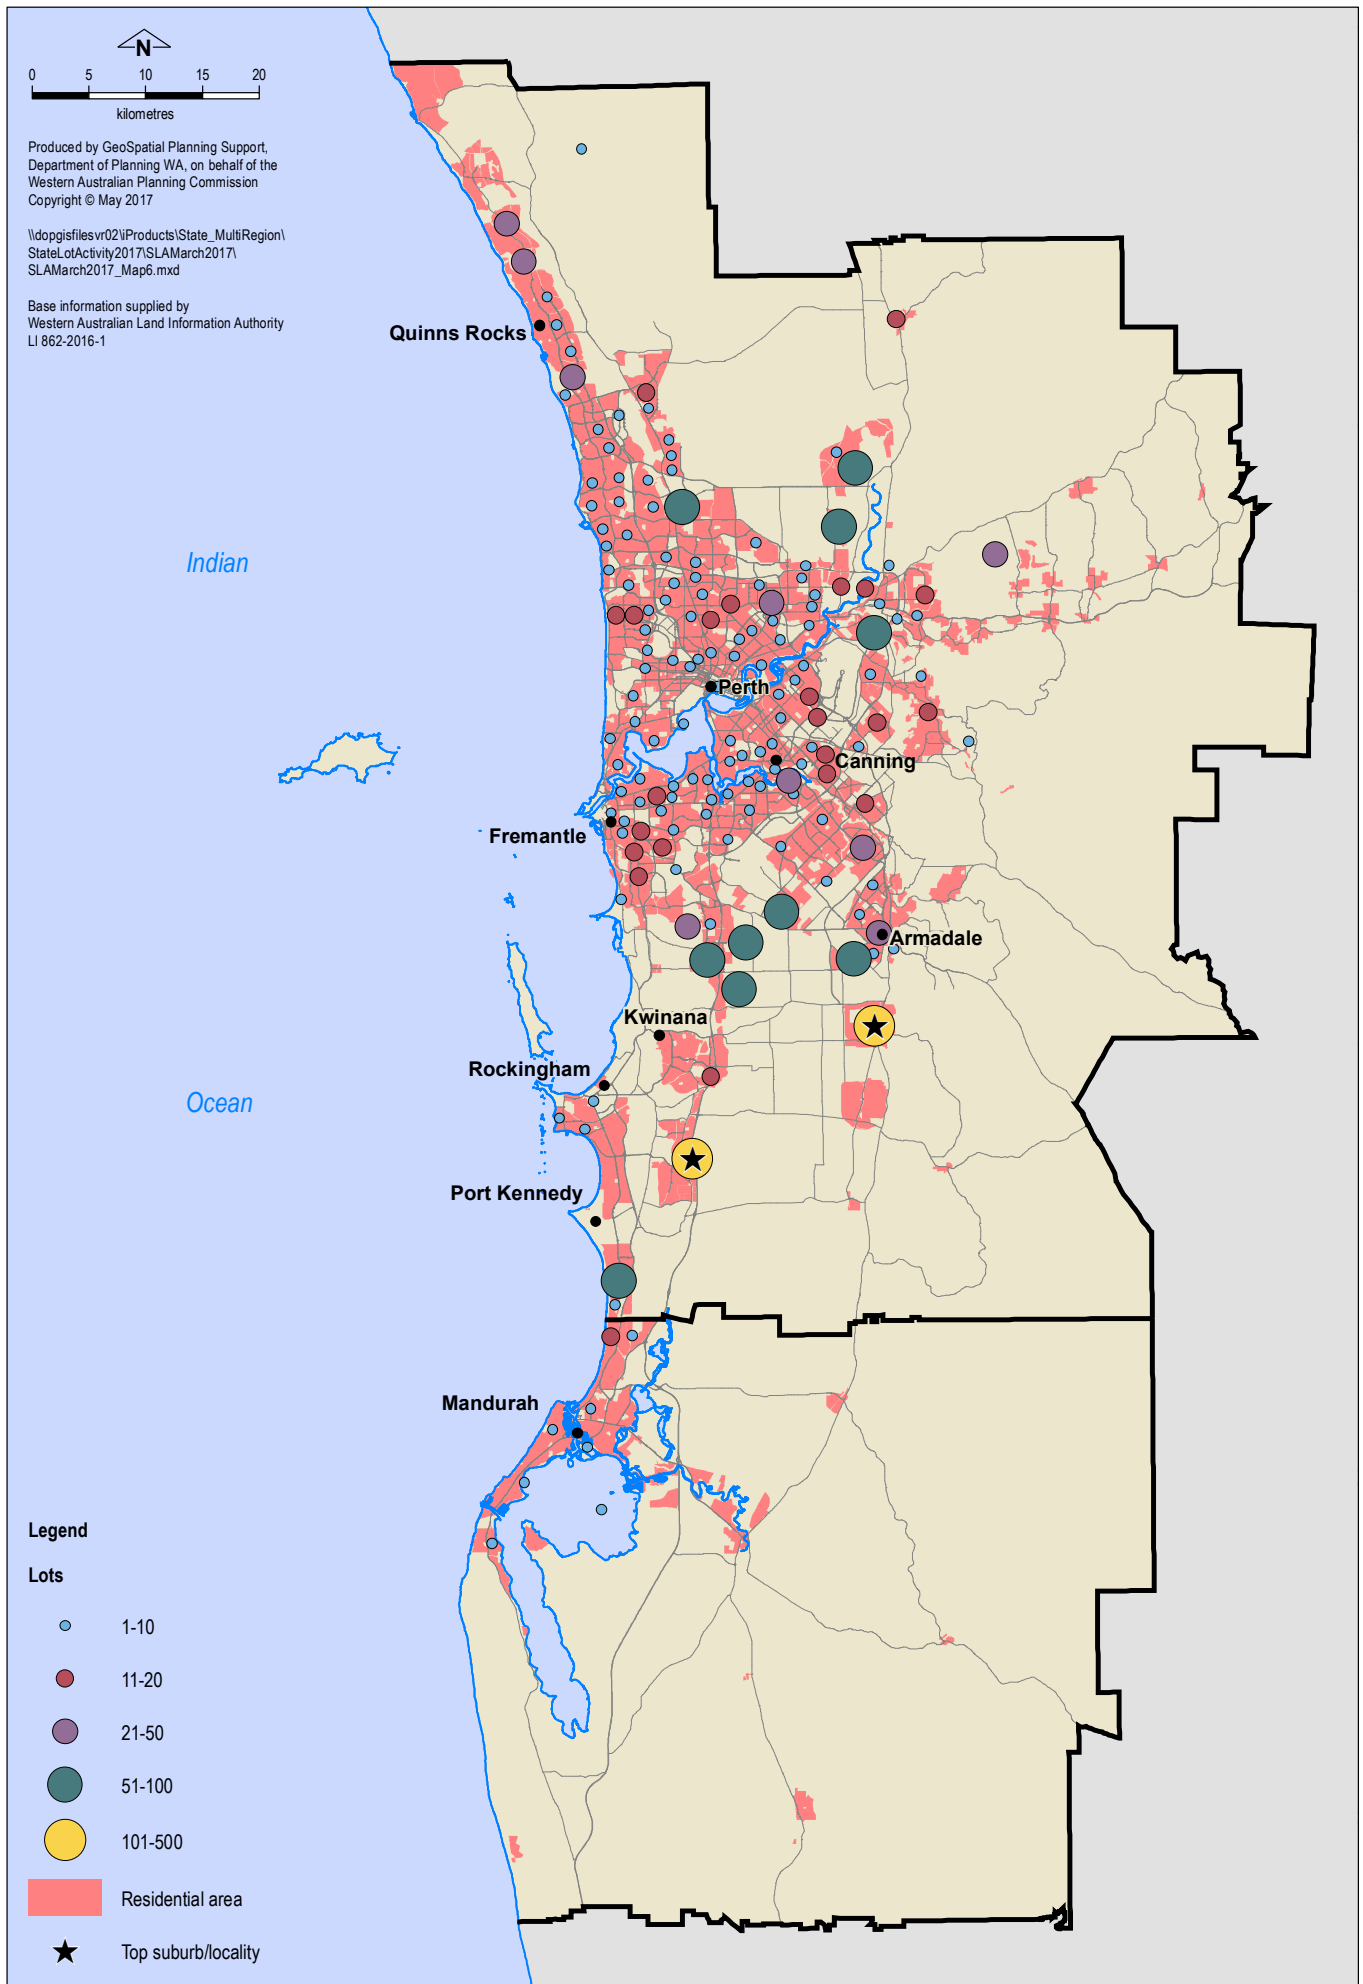 N
0 5 10 15 20
kilometres
Produced by GeoSpatial Planning Support,
Department of Planning WA, on behalf of the
Western Australian Planning Commission
Copyright © May 2017
\\dopgisfilesvr02\iProducts\State_MultiRegion\
StateLotActivity2017\SLAMarch2017\
SLAMarch2017_Map6.mxd
Base information supplied by
Western Australian Land Information Authority
LI 862-2016-1
Quinns Rocks
Indian
Perth
Canning
Fremantle
Armadale
Kwinana
Rockingham
Ocean
Port Kennedy
Mandurah
Legend
Lots
1-10
11-20
21-50
51-100
101-500
Residential area
Top suburb/locality